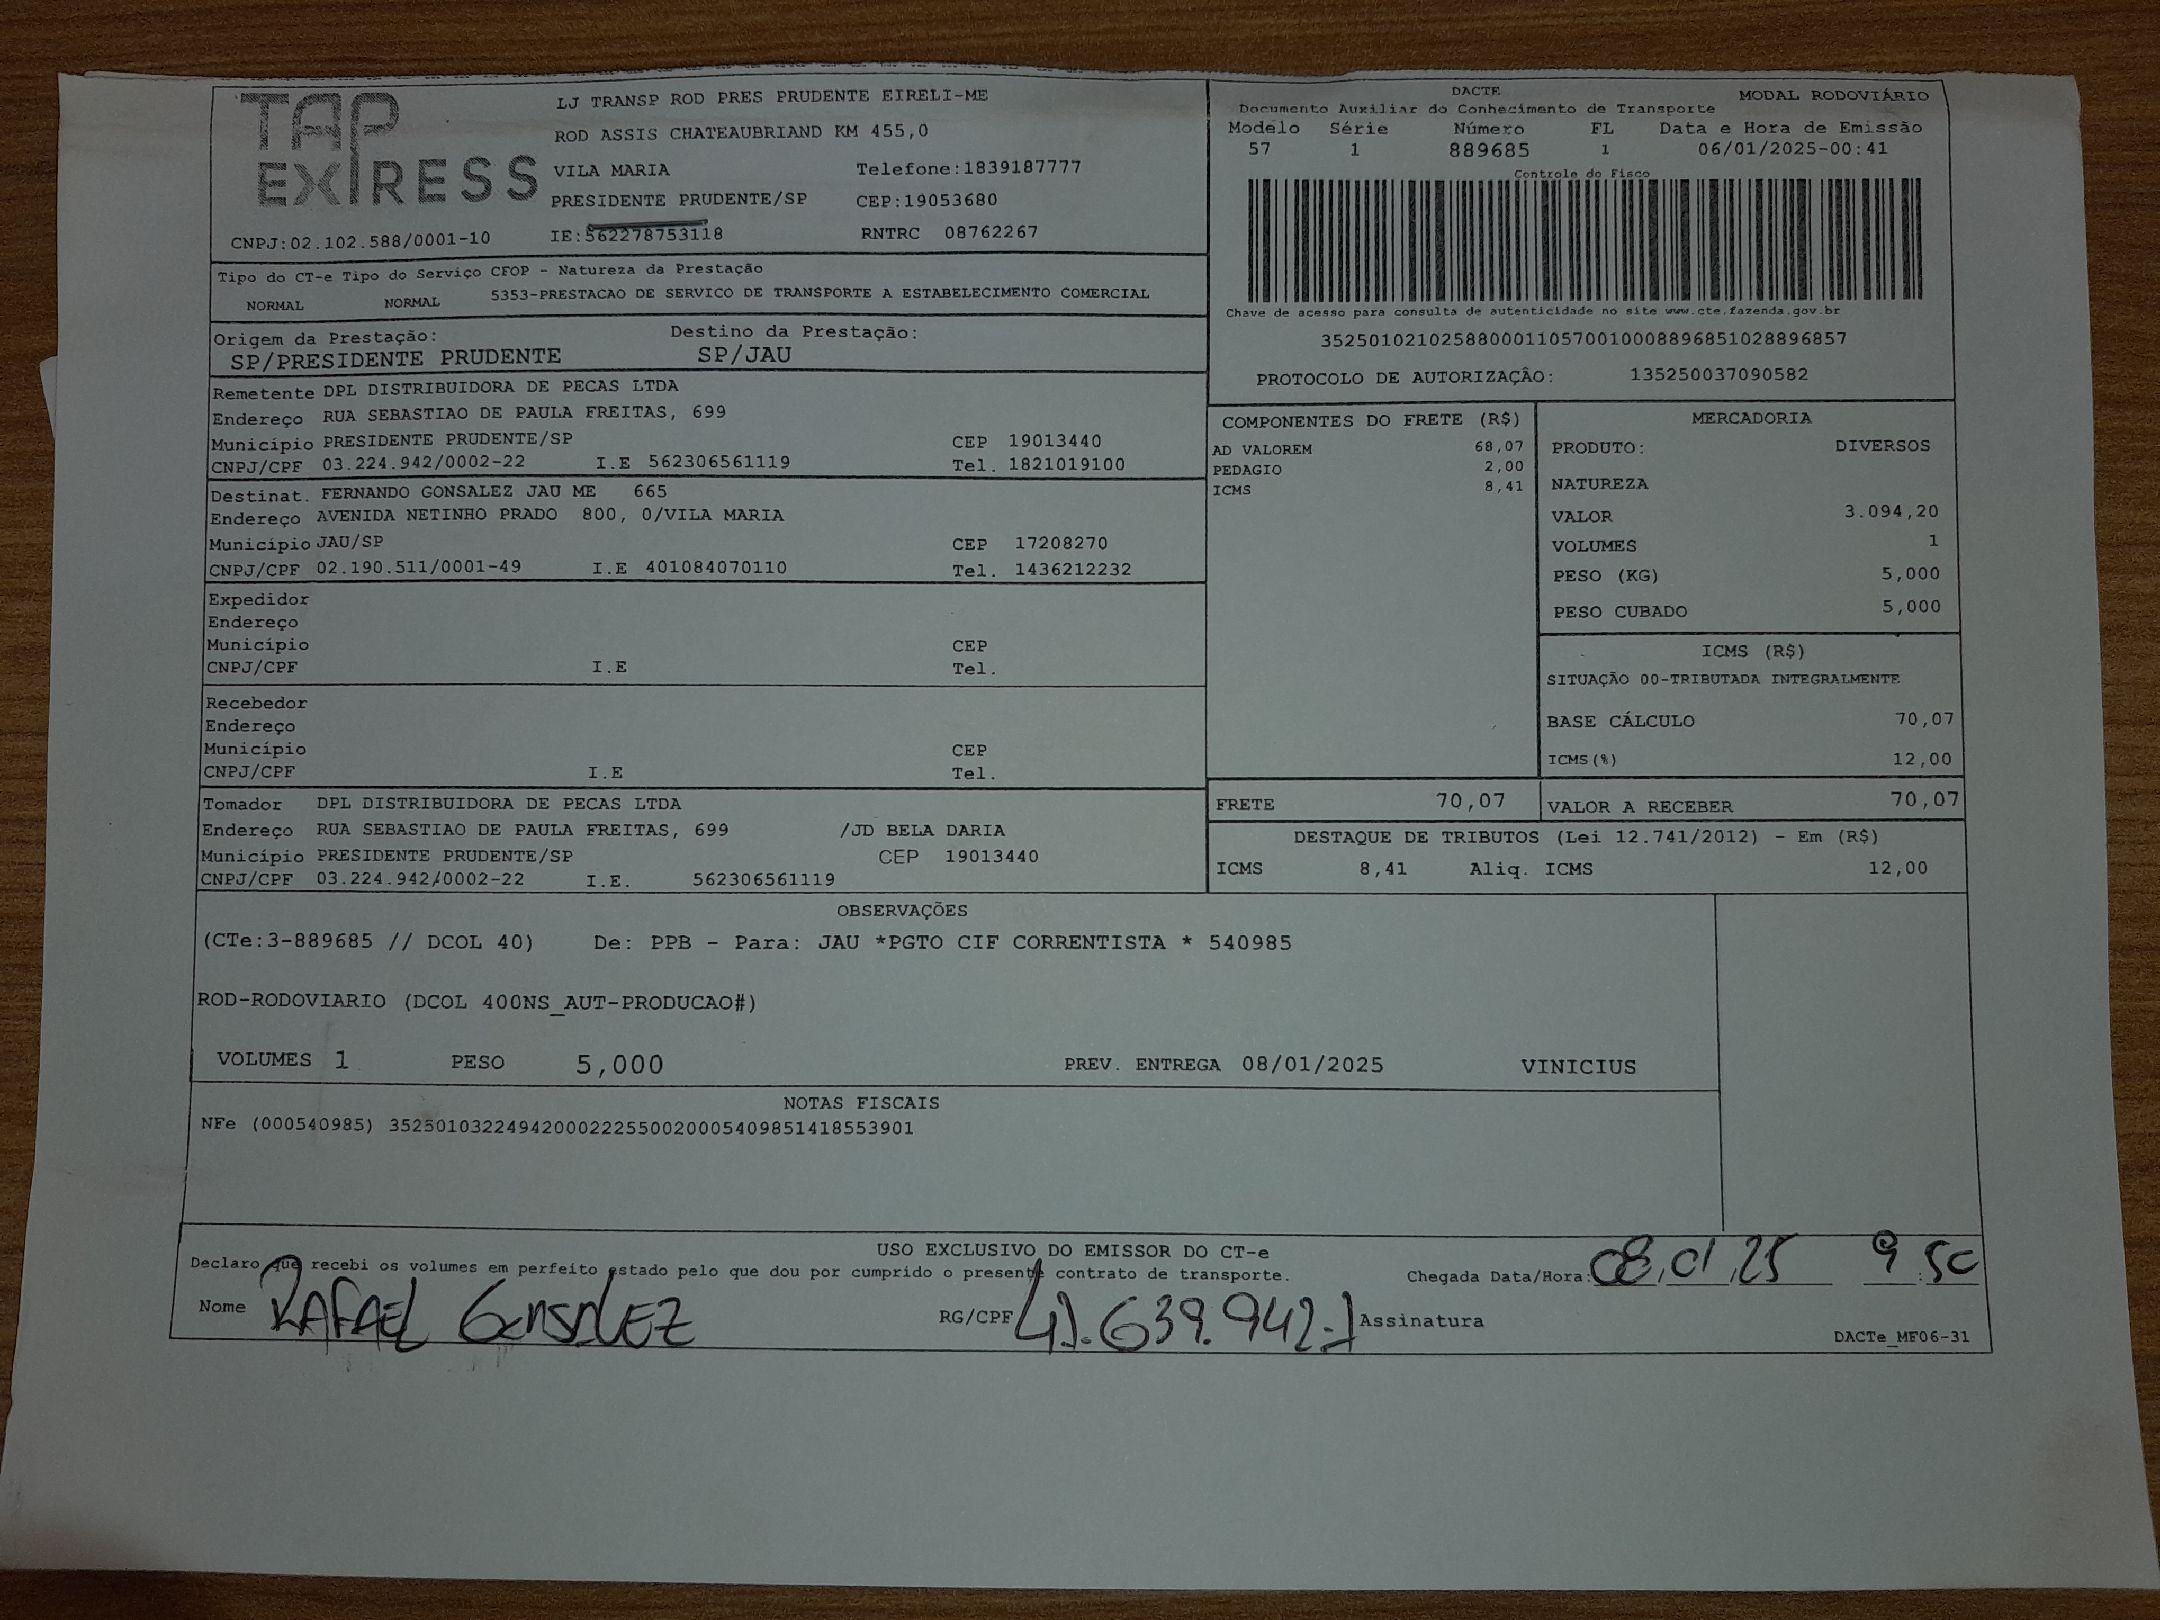 TAP EXPRESS
LJ TRANSP ROD PRES PRUDENTE EIRELI-ME
ROD ASSIS CHATEAUBRIAND KM 455,0
VILA MARIA Telefone:1839187777
PRESIDENTE PRUDENTE/SP CEP:19053680
CNPJ:02.102.588/0001-10 IE:562278753118 RNTRC 08762267
DACTE MODAL RODOVIÁRIO
Documento Auxiliar do Conhecimento de Transporte
Modelo Série Número FL Data e Hora de Emissão
57 1 889685 1 06/01/2025-00:41
Controle do Fisco
Chave de acesso para consulta de autenticidade no site www.cte.fazenda.gov.br
35250102102588000110570010008896851028896857
PROTOCOLO DE AUTORIZAÇÃO: 135250037090582
Tipo do CT-e Tipo do Serviço CFOP - Natureza da Prestação
NORMAL NORMAL 5353-PRESTACAO DE SERVICO DE TRANSPORTE A ESTABELECIMENTO COMERCIAL
Origem da Prestação: Destino da Prestação:
SP/PRESIDENTE PRUDENTE SP/JAU
Remetente DPL DISTRIBUIDORA DE PECAS LTDA
Endereço RUA SEBASTIAO DE PAULA FREITAS, 699
Município PRESIDENTE PRUDENTE/SP CEP 19013440
CNPJ/CPF 03.224.942/0002-22 I.E 562306561119 Tel. 1821019100
Destinat. FERNANDO GONSALEZ JAU ME 665
Endereço AVENIDA NETINHO PRADO 800, 0/VILA MARIA
Município JAU/SP CEP 17208270
CNPJ/CPF 02.190.511/0001-49 I.E 401084070110 Tel. 1436212232
Expedidor
Endereço
Município CEP
CNPJ/CPF I.E Tel.
Recebedor
Endereço
Município CEP
CNPJ/CPF I.E Tel.
Tomador DPL DISTRIBUIDORA DE PECAS LTDA
Endereço RUA SEBASTIAO DE PAULA FREITAS, 699 /JD BELA DARIA
Município PRESIDENTE PRUDENTE/SP CEP 19013440
CNPJ/CPF 03.224.942/0002-22 I.E. 562306561119
COMPONENTES DO FRETE (R$)
AD VALOREM 68,07
PEDAGIO 2,00
ICMS 8,41
MERCADORIA
PRODUTO: DIVERSOS
NATUREZA
VALOR 3.094,20
VOLUMES 1
PESO (KG) 5,000
PESO CUBADO 5,000
ICMS (R$)
SITUAÇÃO 00-TRIBUTADA INTEGRALMENTE
BASE CÁLCULO 70,07
ICMS(%) 12,00
FRETE 70,07 VALOR A RECEBER 70,07
DESTAQUE DE TRIBUTOS (Lei 12.741/2012) - Em (R$)
ICMS 8,41 Aliq. ICMS 12,00
OBSERVAÇÕES
(CTe:3-889685 // DCOL 40) De: PPB - Para: JAU *PGTO CIF CORRENTISTA * 540985
ROD-RODOVIARIO (DCOL 400NS_AUT-PRODUCAO#)
VOLUMES 1 PESO 5,000 PREV. ENTREGA 08/01/2025 VINICIUS
NOTAS FISCAIS
NFe (000540985) 35250103224942000222550020005409851418553901
USO EXCLUSIVO DO EMISSOR DO CT-e
Declaro que recebi os volumes em perfeito estado pelo que dou por cumprido o presente contrato de transporte. Chegada Data/Hora: 08,01,25 9:50
Nome RAFAEL GONSALEZ RG/CPF 41.639.942-1 Assinatura
DACTe_MF06-31